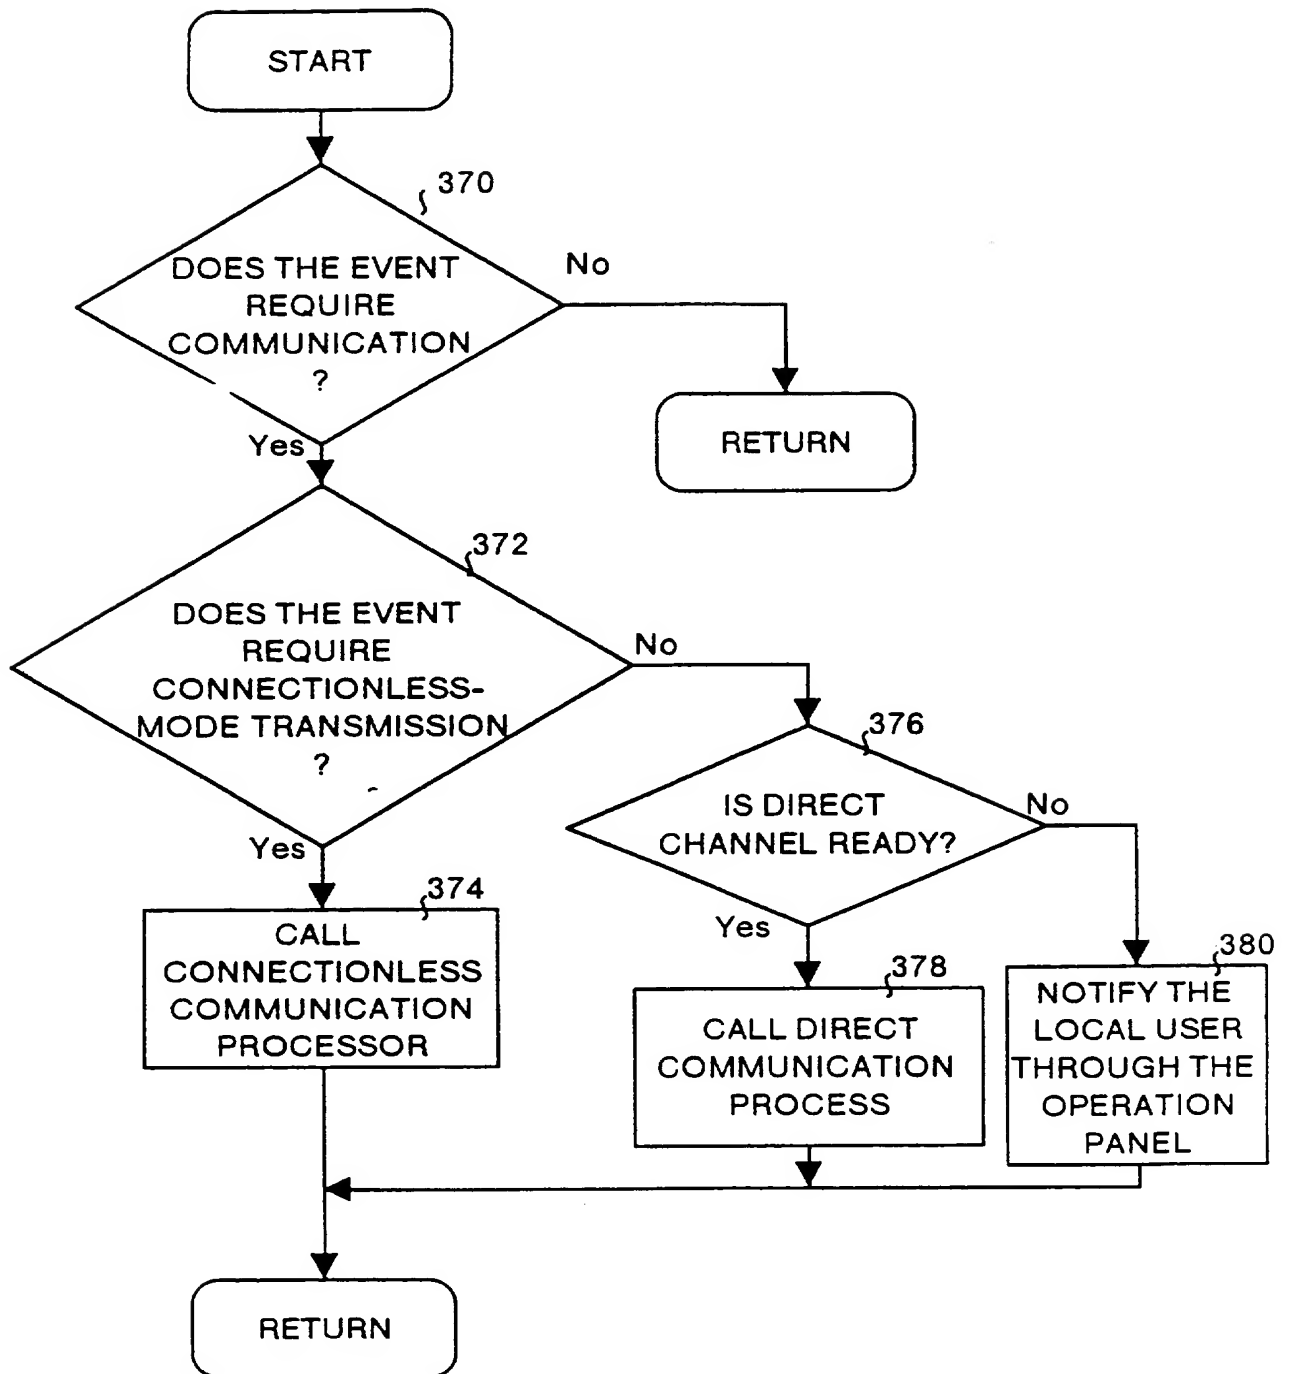 START
370
DOES THE EVENT
REQUIRE
COMMUNICATION
?
No
Yes
RETURN
372
DOES THE EVENT
REQUIRE
CONNECTIONLESS-
MODE TRANSMISSION
?
No
Yes
376
IS DIRECT
CHANNEL READY?
No
Yes
374
CALL
CONNECTIONLESS
COMMUNICATION
PROCESSOR
378
CALL DIRECT
COMMUNICATION
PROCESS
380
NOTIFY THE
LOCAL USER
THROUGH THE
OPERATION
PANEL
RETURN